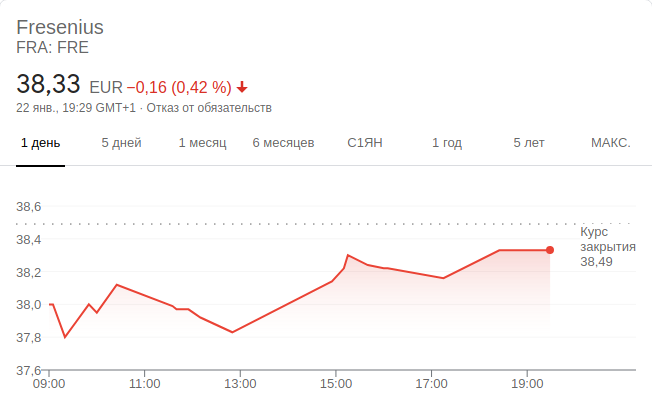 Fresenius
FRA: FRE
38,33 EUR −0,16 (0,42 %)
22 янв., 19:29 GMT+1 · Отказ от обязательств
1 день 5 дней 1 месяц 6 месяцев С1ЯН 1 год 5 лет МАКС.
38,6
38,4
38,2
38,0
37,8
37,6
Курс
закрытия
38,49
09:00 11:00 13:00 15:00 17:00 19:00